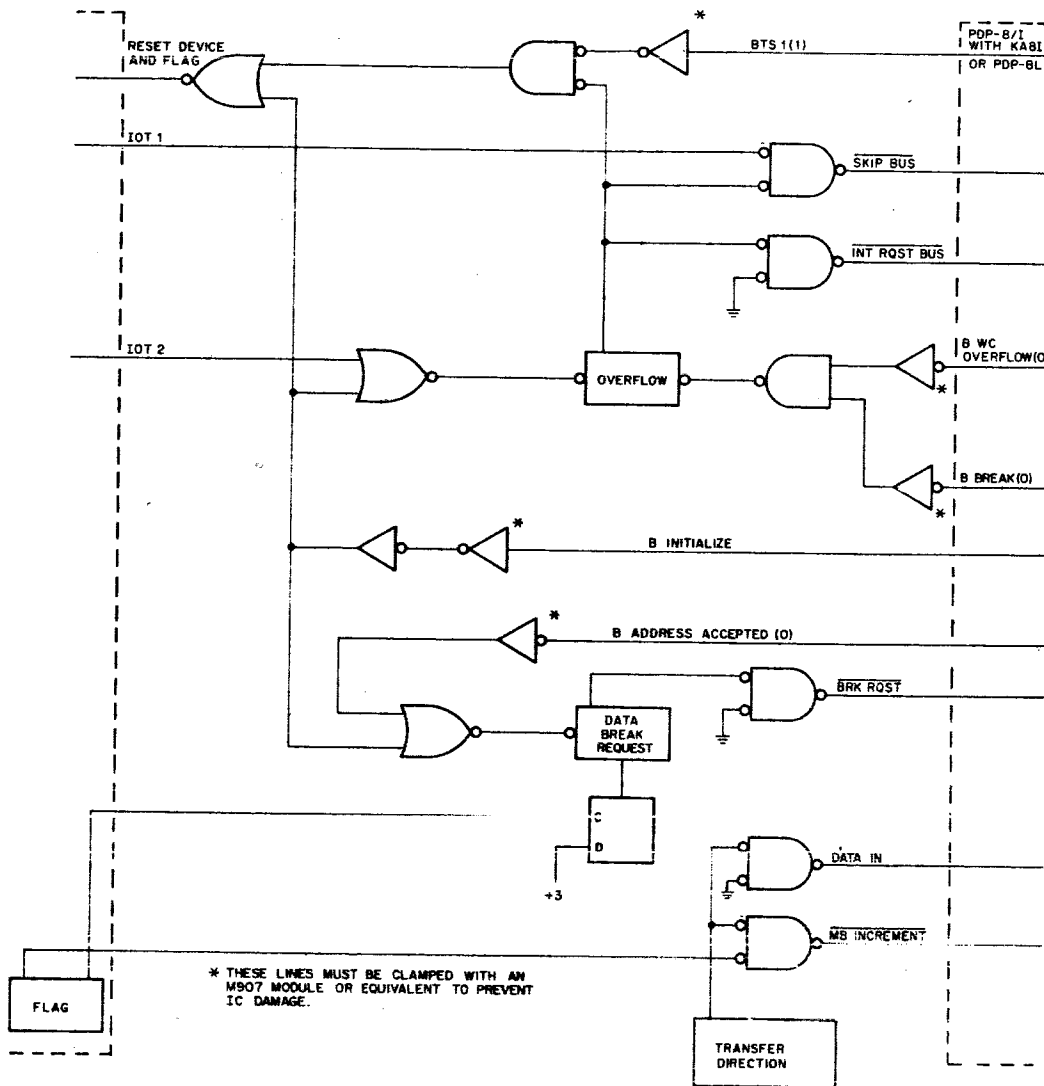 *
RESET DEVICE
AND FLAG
BTS 1(1)
PDP-8/I
WITH KA8I
OR PDP-8L
IOT 1
SKIP BUS
INT RQST BUS
IOT 2
B WC
OVERFLOW(0
OVERFLOW
*
B BREAK(0)
*
*
B INITIALIZE
*
B ADDRESS ACCEPTED (0)
BRK RQST
DATA
BREAK
REQUEST
C
D
+3
DATA IN
MB INCREMENT
* THESE LINES MUST BE CLAMPED WITH AN
M907 MODULE OR EQUIVALENT TO PREVENT
IC DAMAGE.
FLAG
TRANSFER
DIRECTION